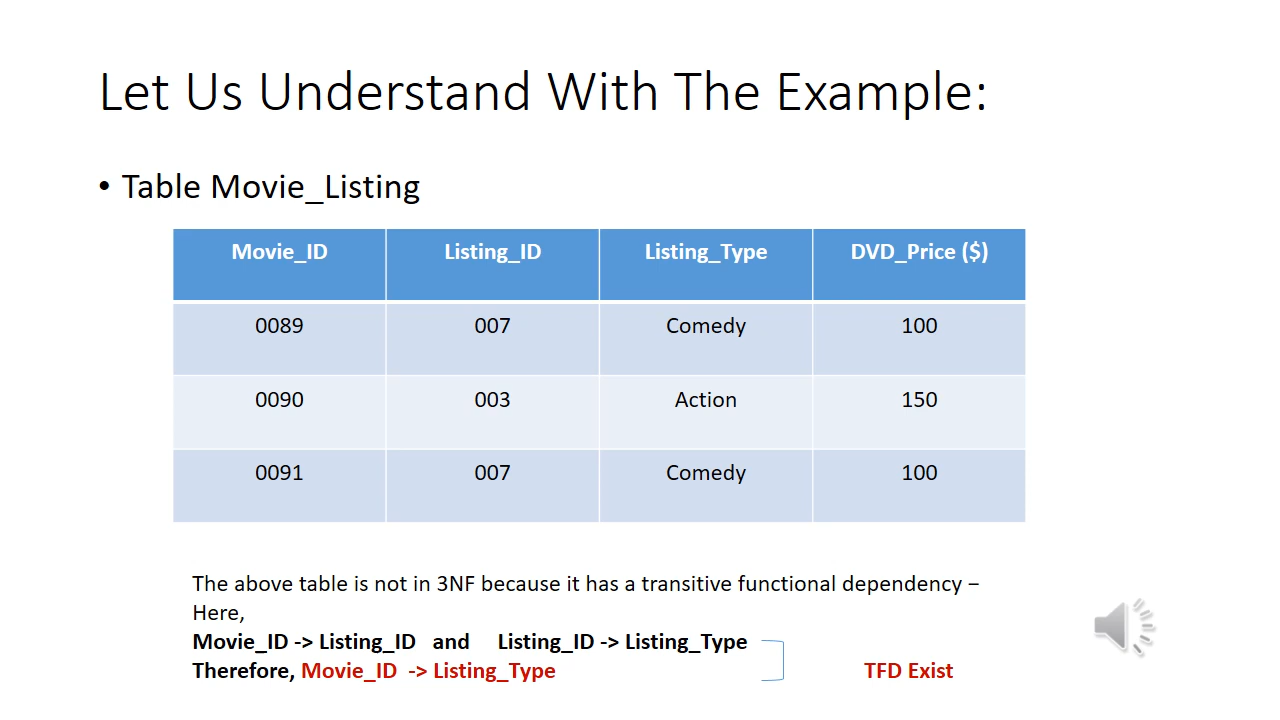 Let Us Understand With The Example:
• Table Movie_Listing
Movie_ID Listing_ID Listing_Type DVD_Price ($)
0089 007 Comedy 100
0090 003 Action 150
0091 007 Comedy 100
The above table is not in 3NF because it has a transitive functional dependency −
Here,
Movie_ID -> Listing_ID and Listing_ID -> Listing_Type
Therefore, Movie_ID -> Listing_Type TFD Exist